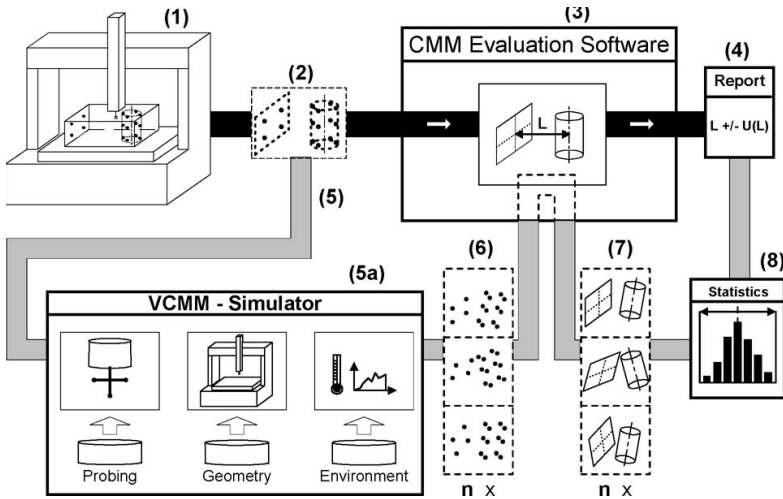 (1)
(2)
(3)
CMM Evaluation Software
L
(4)
Report
L +/- U(L)
(5)
(5a)
VCMM - Simulator
Probing
Geometry
Environment
(6)
n x
(7)
n x
(8)
Statistics